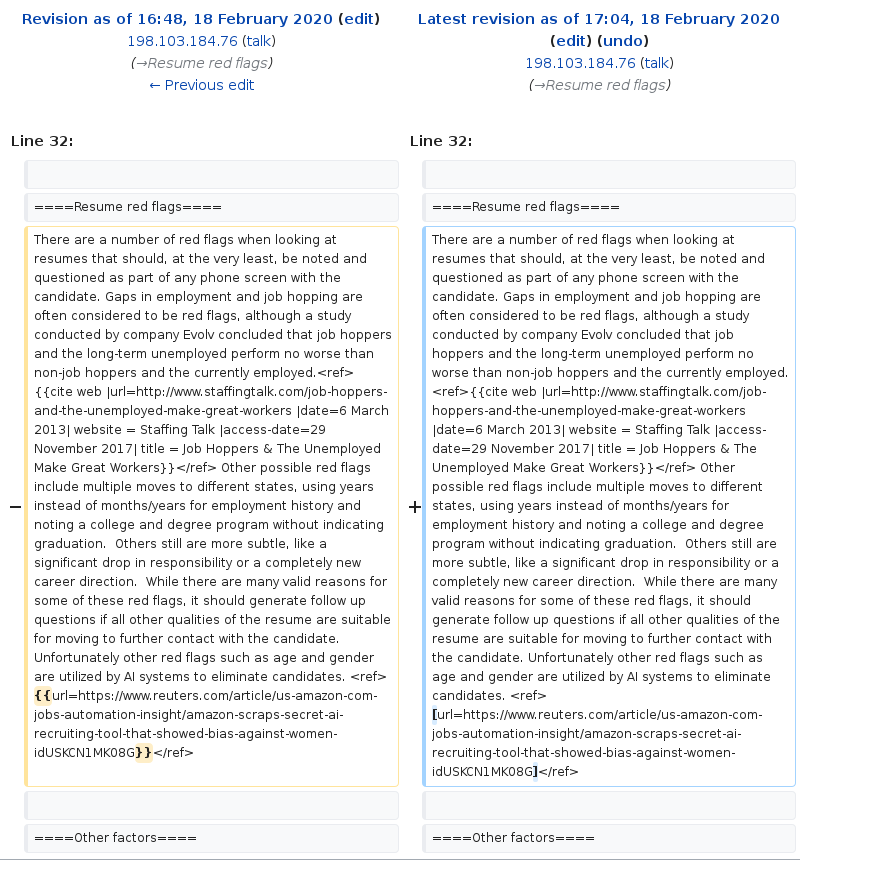 Revision as of 16:48, 18 February 2020 (edit)
198.103.184.76 (talk)
(→Resume red flags)
← Previous edit
Latest revision as of 17:04, 18 February 2020
(edit) (undo)
198.103.184.76 (talk)
(→Resume red flags)
Line 32:
====Resume red flags====
−
There are a number of red flags when looking at
resumes that should, at the very least, be noted and
questioned as part of any phone screen with the
candidate. Gaps in employment and job hopping are
often considered to be red flags, although a study
conducted by company Evolv concluded that job hoppers
and the long-term unemployed perform no worse than
non-job hoppers and the currently employed.<ref>
{{cite web |url=http://www.staffingtalk.com/job-hoppers-
and-the-unemployed-make-great-workers |date=6 March
2013| website = Staffing Talk |access-date=29
November 2017| title = Job Hoppers & The Unemployed
Make Great Workers}}</ref> Other possible red flags
include multiple moves to different states, using years
instead of months/years for employment history and
noting a college and degree program without indicating
graduation.  Others still are more subtle, like a
significant drop in responsibility or a completely new
career direction.  While there are many valid reasons for
some of these red flags, it should generate follow up
questions if all other qualities of the resume are suitable
for moving to further contact with the candidate.
Unfortunately other red flags such as age and gender
are utilized by AI systems to eliminate candidates. <ref>
{{url=https://www.reuters.com/article/us-amazon-com-
jobs-automation-insight/amazon-scraps-secret-ai-
recruiting-tool-that-showed-bias-against-women-
idUSKCN1MK08G}}</ref>
====Other factors====
Line 32:
====Resume red flags====
+
There are a number of red flags when looking at
resumes that should, at the very least, be noted and
questioned as part of any phone screen with the
candidate. Gaps in employment and job hopping are
often considered to be red flags, although a study
conducted by company Evolv concluded that job
hoppers and the long-term unemployed perform no
worse than non-job hoppers and the currently employed.
<ref>{{cite web |url=http://www.staffingtalk.com/job-
hoppers-and-the-unemployed-make-great-workers
|date=6 March 2013| website = Staffing Talk |access-
date=29 November 2017| title = Job Hoppers & The
Unemployed Make Great Workers}}</ref> Other
possible red flags include multiple moves to different
states, using years instead of months/years for
employment history and noting a college and degree
program without indicating graduation.  Others still are
more subtle, like a significant drop in responsibility or a
completely new career direction.  While there are many
valid reasons for some of these red flags, it should
generate follow up questions if all other qualities of the
resume are suitable for moving to further contact with
the candidate. Unfortunately other red flags such as
age and gender are utilized by AI systems to eliminate
candidates. <ref>
[url=https://www.reuters.com/article/us-amazon-com-
jobs-automation-insight/amazon-scraps-secret-ai-
recruiting-tool-that-showed-bias-against-women-
idUSKCN1MK08G]</ref>
====Other factors====